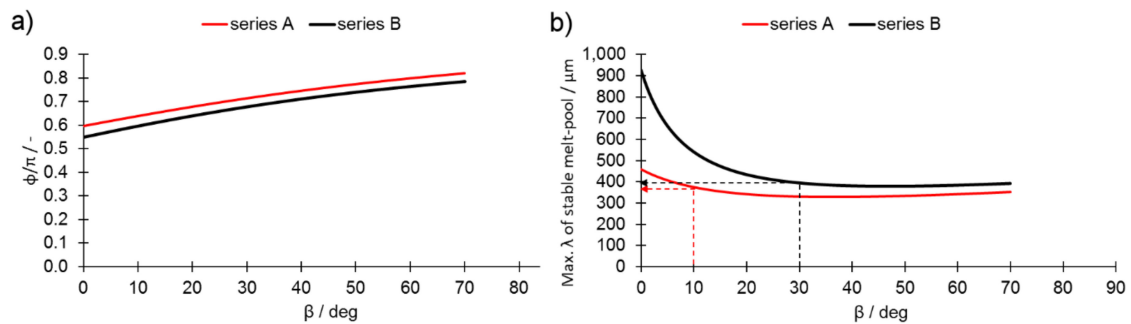 a)
series A series B
0.9
0.8
0.7
0.6
0.5
0.4
0.3
0.2
0.1
0.0
ϕ/π / -
0 10 20 30 40 50 60 70 80
β / deg
b)
series A series B
1,000
900
800
700
600
500
400
300
200
100
0
Max. λ of stable melt-pool / μm
0 10 20 30 40 50 60 70 80 90
β / deg